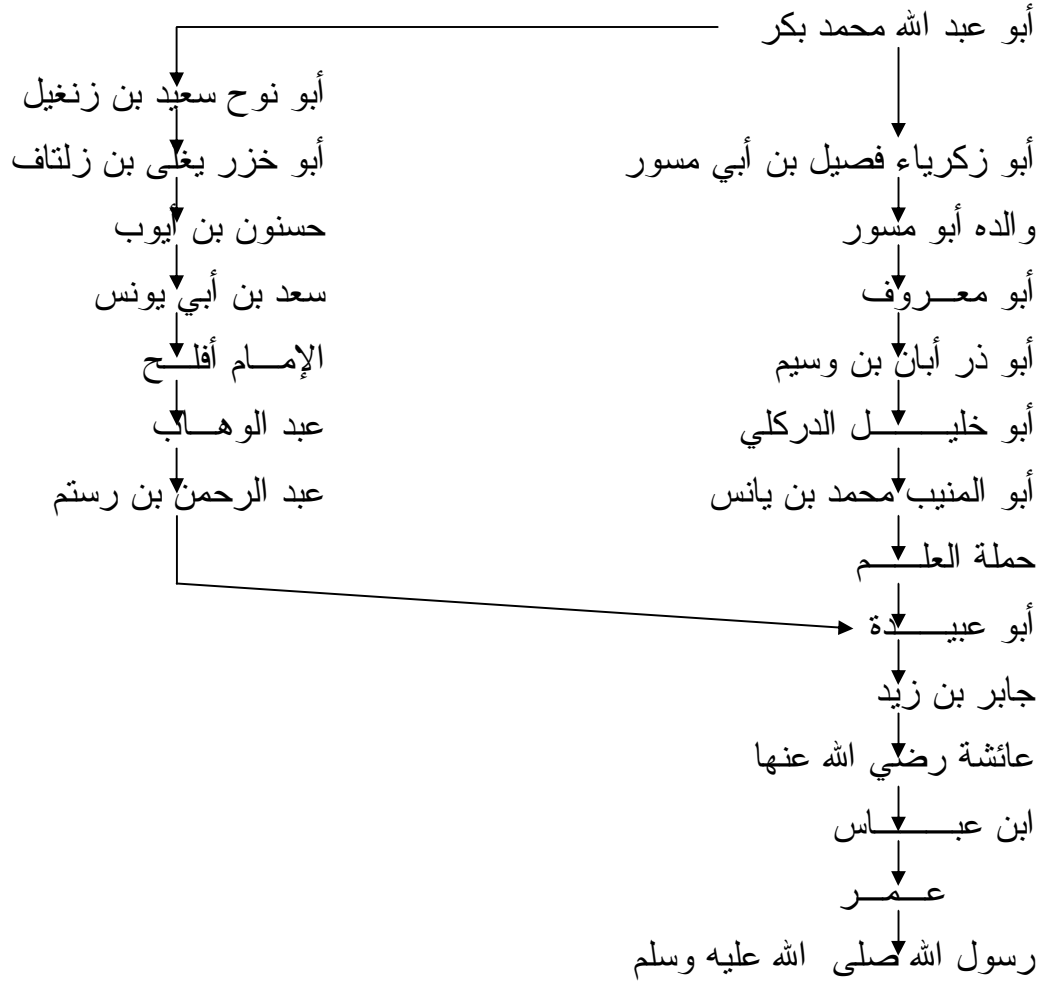 أبو عبد الله محمد بكر
أبو نوح سعيد بن زنغيل
أبو زكرياء فصيل بن أبي مسور
أبو خزر يغلى بن زلتاف
والده أبو مسور
حسنون بن أيوب
أبو معروف
سعد بن أبي يونس
أبو ذر أبان بن وسيم
الإمام أفلح
أبو خليل الدركلي
عبد الوهاب
أبو المنيب محمد بن يانس
عبد الرحمن بن رستم
حملة العلم
أبو عبيدة
جابر بن زيد
عائشة رضي الله عنها
ابن عباس
عمر
رسول الله صلى الله عليه وسلم